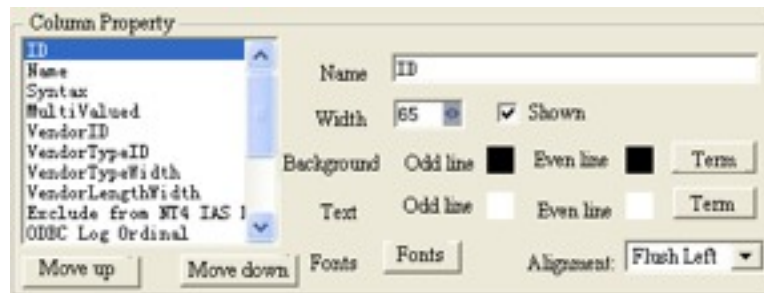 Column Property
ID
Name
Syntax
MultiValued
VendorID
VendorTypeID
VendorTypeWidth
VendorLengthWidth
Exclude from NT4 IAS
ODBC Log Ordinal
Move up Move down
Name ID
Width 65 Shown
Background Odd line Even line Term
Text Odd line Even line Term
Fonts Fonts Alignment: Flush Left